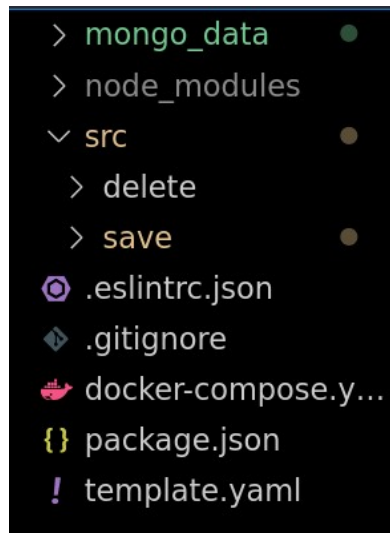 mongo_data
node_modules
src
delete
save
.eslintrc.json
.gitignore
docker-compose.y...
package.json
template.yaml